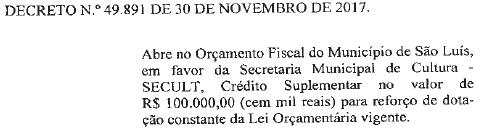 DECRETO N.º 49.891 DE 30 DE NOVEMBRO DE 2017.
Abre no Orçamento Fiscal do Município de São Luís,
em favor da Secretaria Municipal de Cultura -
SECULT, Crédito Suplementar no valor de
R$ 100.000,00 (cem mil reais) para reforço de dota-
ção constante da Lei Orçamentária vigente.